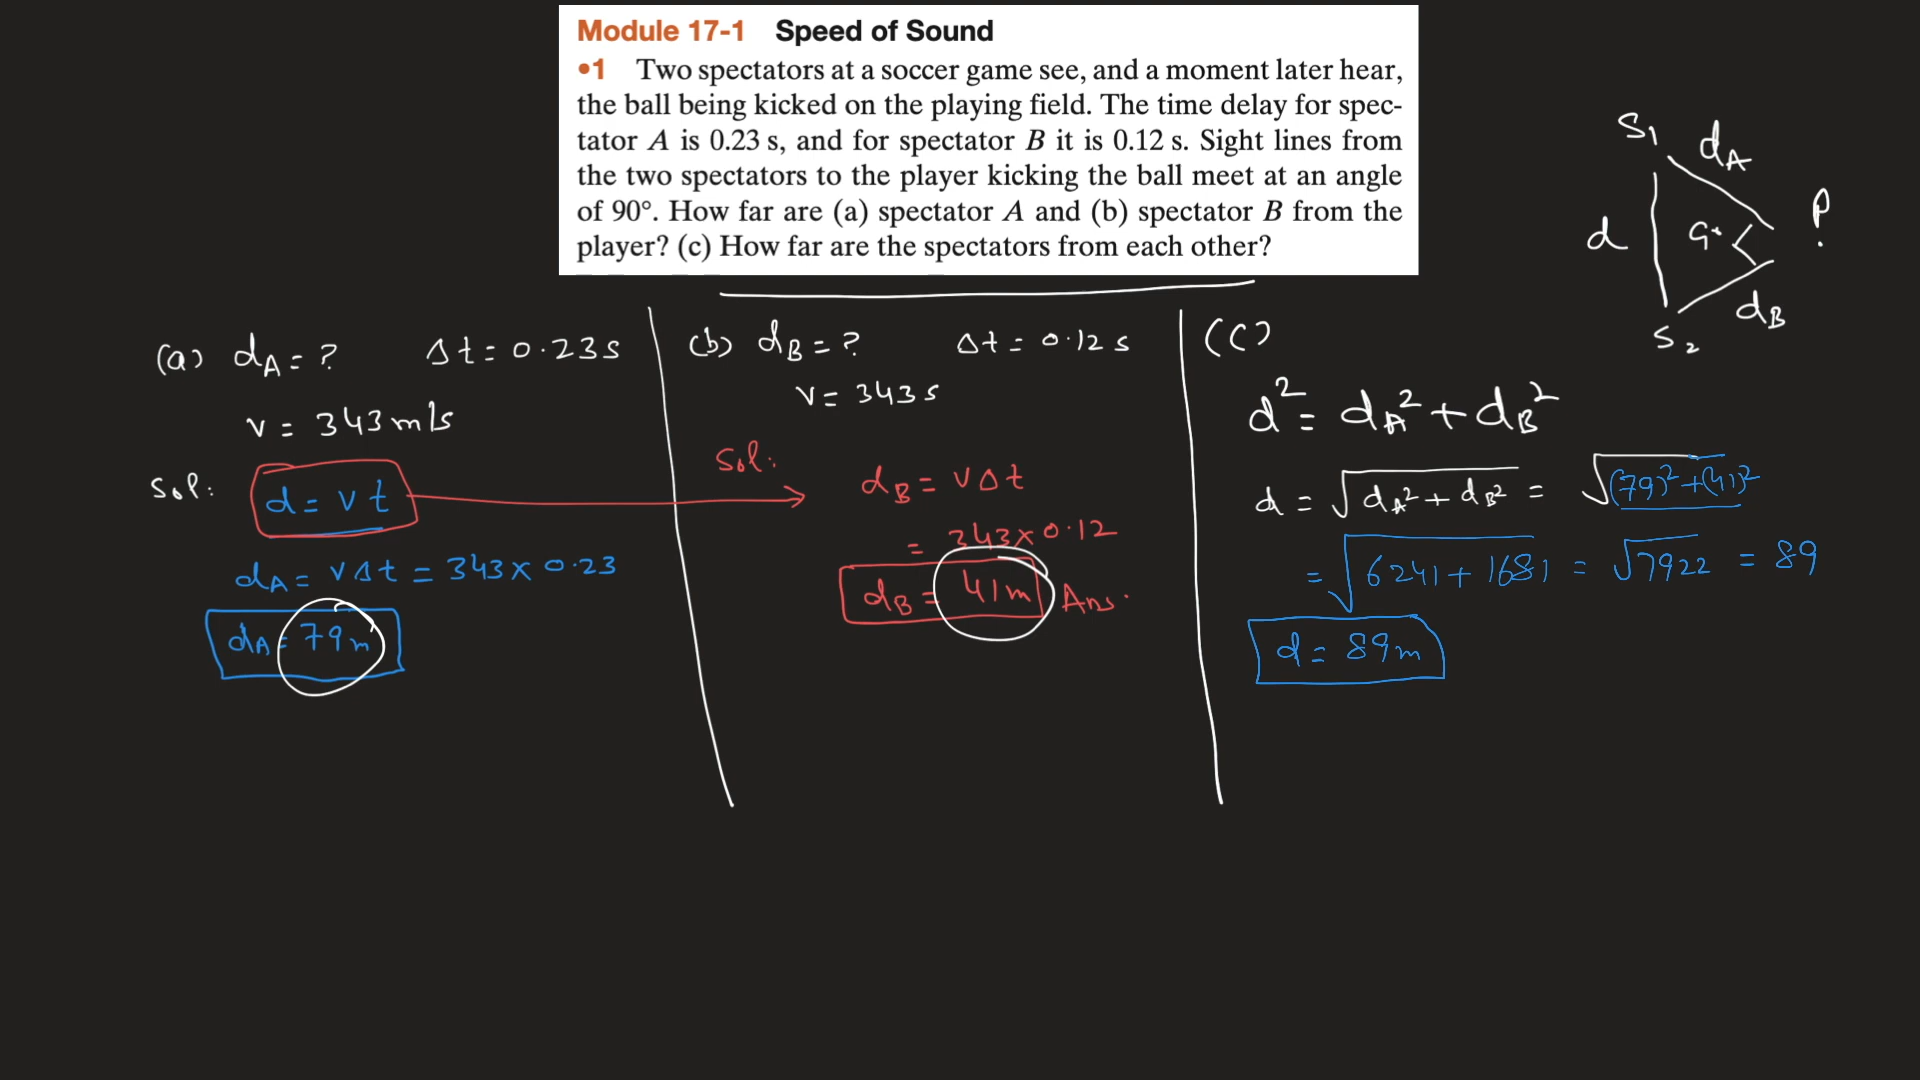 Module 17-1 Speed of Sound
•1 Two spectators at a soccer game see, and a moment later hear,
the ball being kicked on the playing field. The time delay for spec-
tator A is 0.23 s, and for spectator B it is 0.12 s. Sight lines from
the two spectators to the player kicking the ball meet at an angle
of 90°. How far are (a) spectator A and (b) spectator B from the
player? (c) How far are the spectators from each other?
S1 dA
P
d
dB
S2
(a) dA = ? Δt = 0.23 s
v = 343 m/s
Sol:
d = v t
dA = vΔt = 343 × 0.23
dA = 79 m
(b) dB = ? Δt = 0.12 s
v = 343 s
Sol:
dB = vΔt
= 343 × 0.12
dB = 41 m Ans.
(C)
d² = dA² + dB²
d = √dA² + dB² = √(79)² + (41)²
= √6241 + 1681 = √7922 = 89
d = 89 m